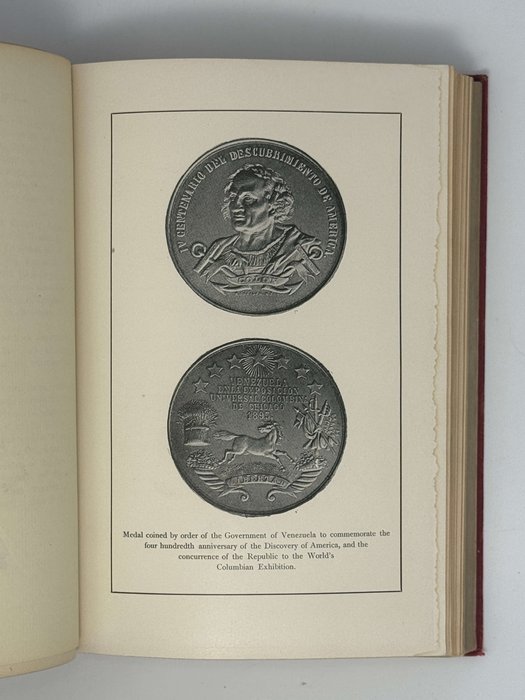 IV CENTENARIO DEL DESCUBRIMIENTO DE AMERICA
COLON
VENEZUELA
EN LA EXPOSICION
UNIVERSAL COLOMBINA
DE CHICAGO
1893.
LIBERTAD
Medal coined by order of the Government of Venezuela to commemorate the
four hundredth anniversary of the Discovery of America, and the
concurrence of the Republic to the World's
Columbian Exhibition.